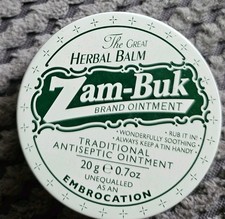 The GREAT
HERBAL BALM
Zam-Buk
BRAND OINTMENT
• WONDERFULLY SOOTHING • RUB IT IN!
• ALWAYS KEEP A TIN HANDY •
TRADITIONAL
ANTISEPTIC OINTMENT
20g ℮ 0.7oz
UNEQUALLED
AS AN
EMBROCATION